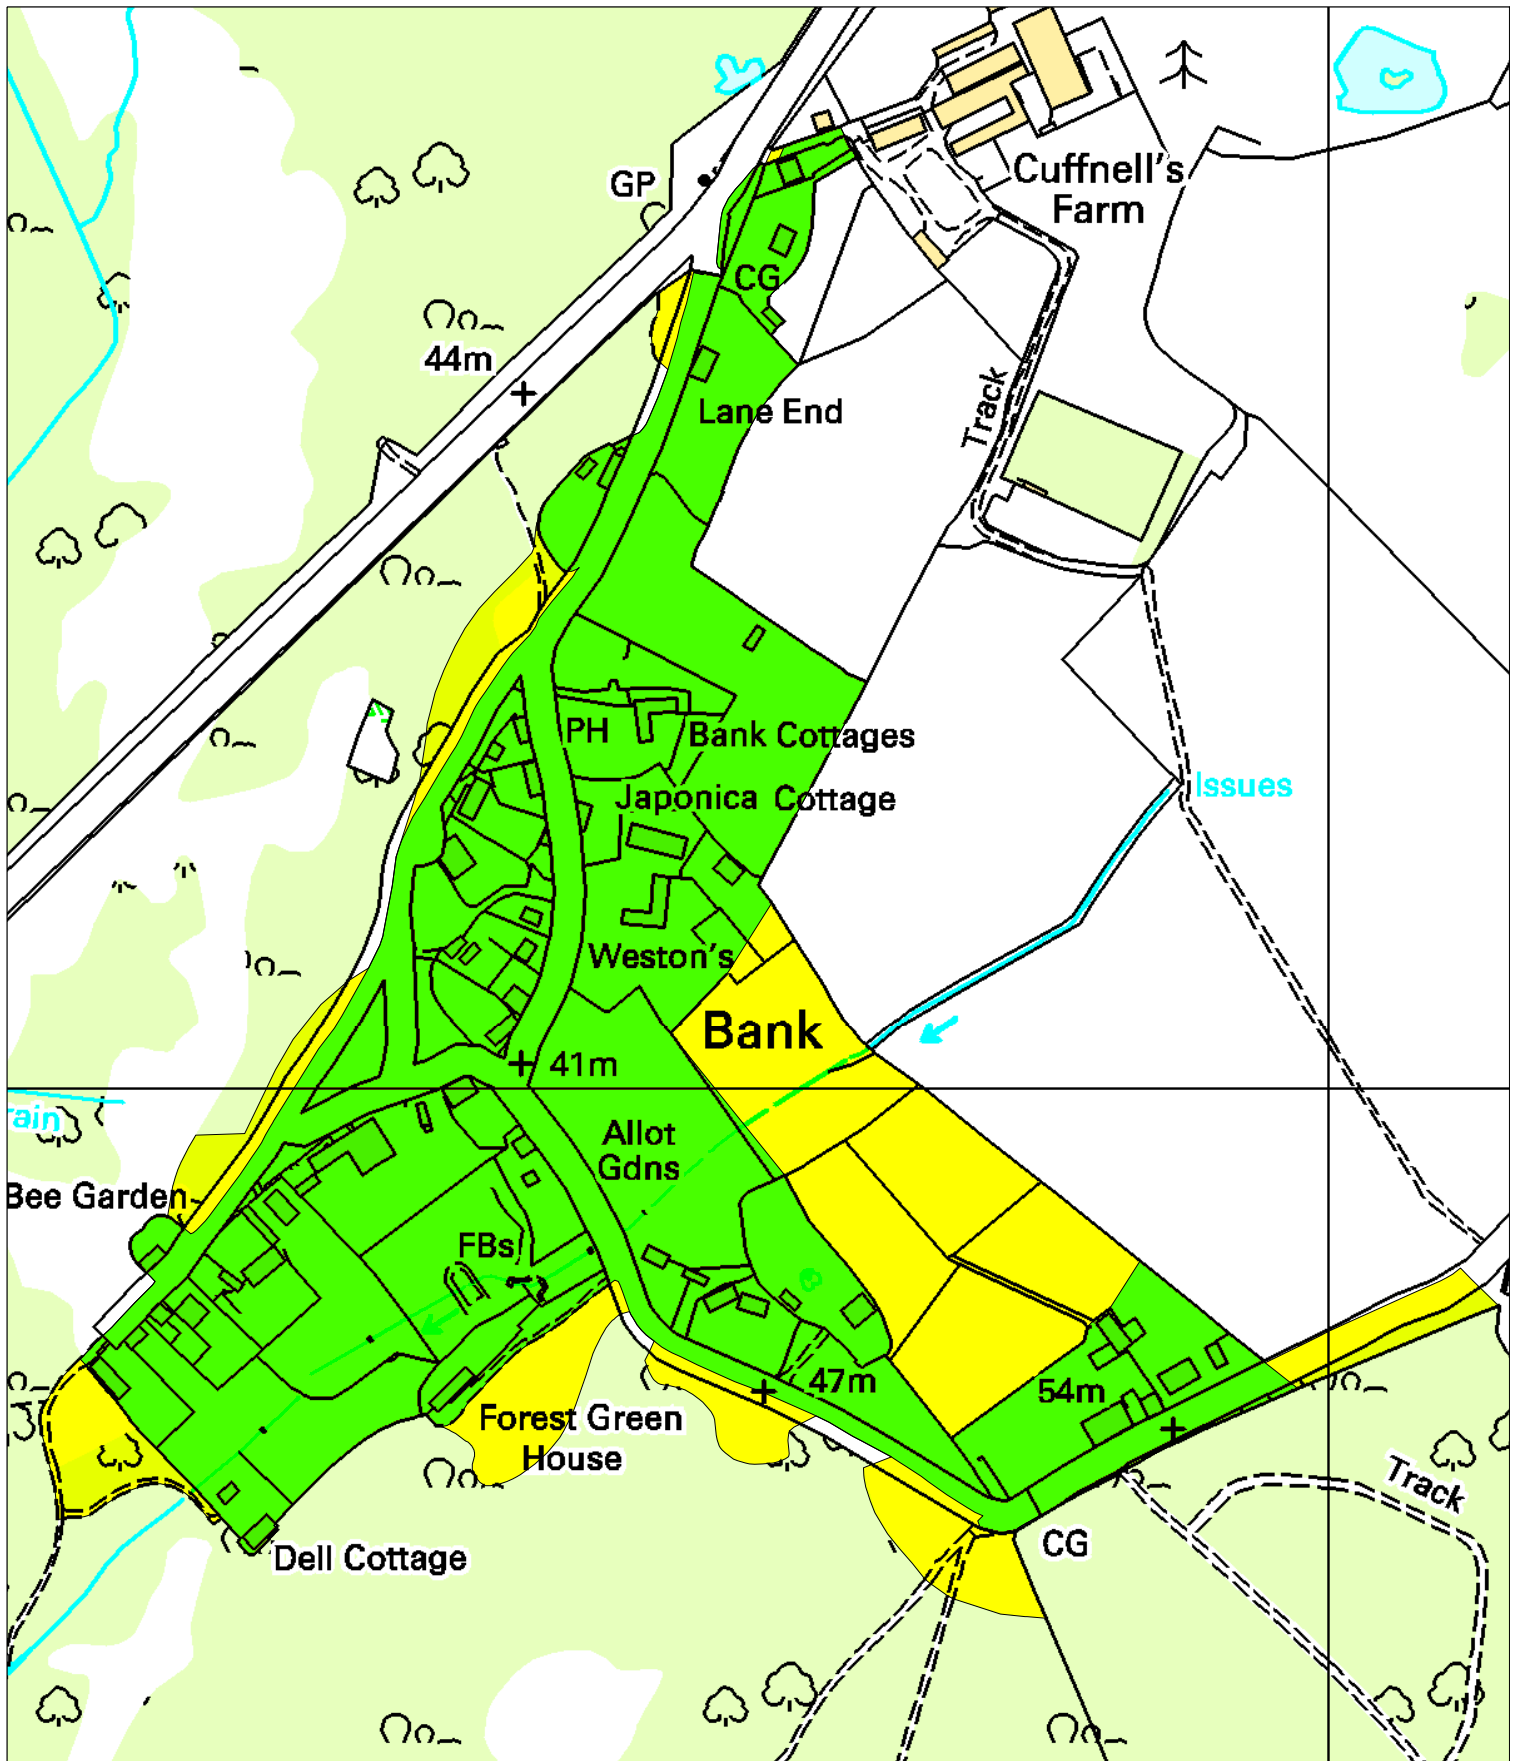 GP
Cuffnell's
Farm
CG
44m
Lane End
Track
PH
Bank Cottages
Japonica Cottage
Issues
Weston's
Bank
41m
rain
Allot
Gdns
Bee Garden
FBs
47m
54m
Forest Green
House
Track
CG
Dell Cottage